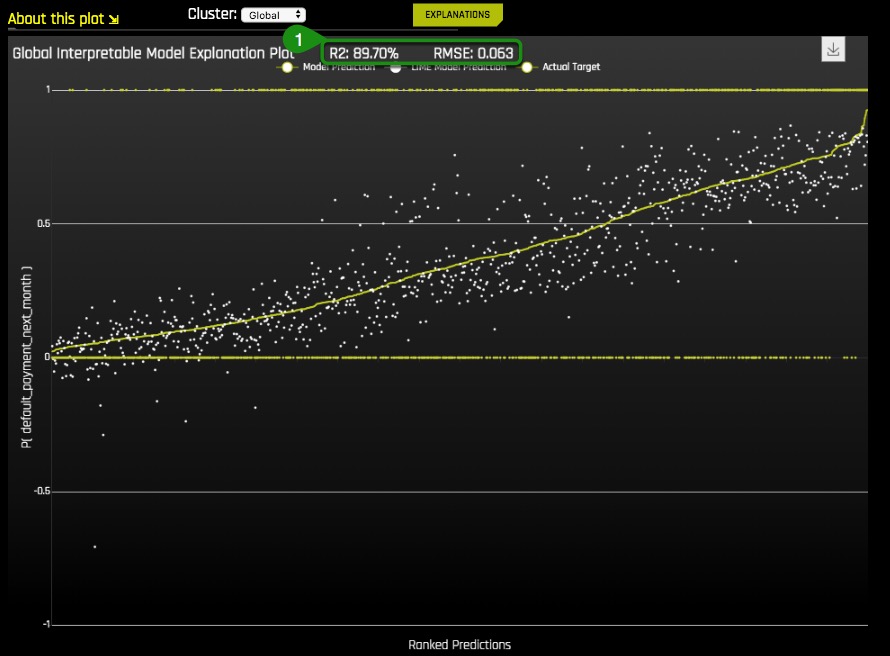 About this plot ⇲
Cluster: Global
EXPLANATIONS
1
Global Interpretable Model Explanation Plot
R2: 89.70% RMSE: 0.063
Model Prediction LIME Model Prediction Actual Target
1
0.5
0
-0.5
-1
P( default_payment_next_month )
Ranked Predictions